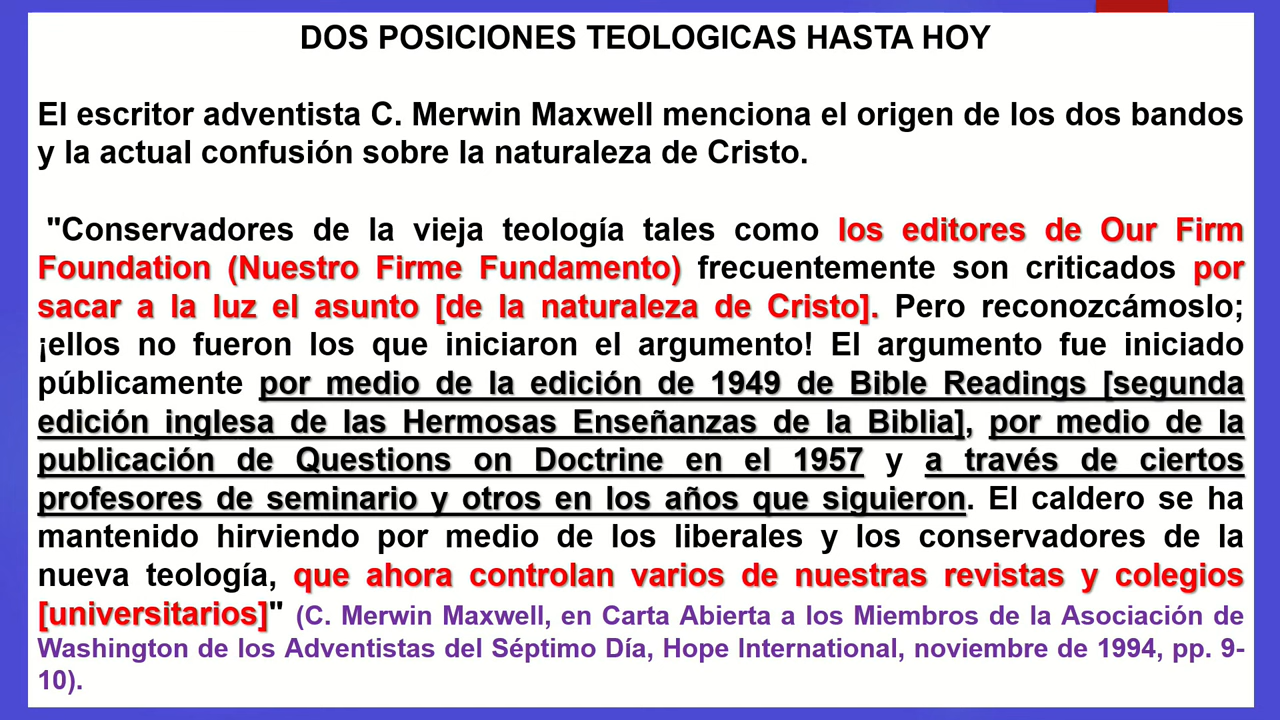 DOS POSICIONES TEOLOGICAS HASTA HOY
El escritor adventista C. Merwin Maxwell menciona el origen de los dos bandos
y la actual confusión sobre la naturaleza de Cristo.
"Conservadores de la vieja teología tales como los editores de Our Firm
Foundation (Nuestro Firme Fundamento) frecuentemente son criticados por
sacar a la luz el asunto [de la naturaleza de Cristo]. Pero reconozcámoslo;
¡ellos no fueron los que iniciaron el argumento! El argumento fue iniciado
públicamente por medio de la edición de 1949 de Bible Readings [segunda
edición inglesa de las Hermosas Enseñanzas de la Biblia], por medio de la
publicación de Questions on Doctrine en el 1957 y a través de ciertos
profesores de seminario y otros en los años que siguieron. El caldero se ha
mantenido hirviendo por medio de los liberales y los conservadores de la
nueva teología, que ahora controlan varios de nuestras revistas y colegios
[universitarios]" (C. Merwin Maxwell, en Carta Abierta a los Miembros de la Asociación de
Washington de los Adventistas del Séptimo Día, Hope International, noviembre de 1994, pp. 9-
10).